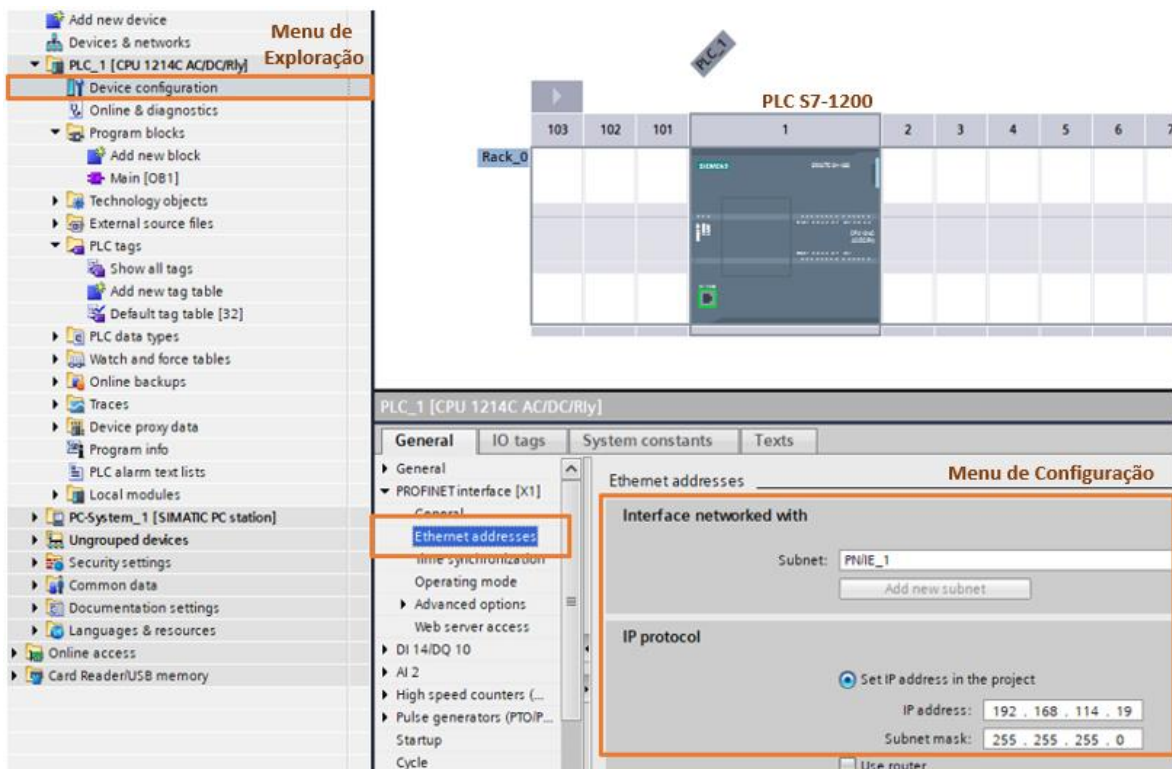 Add new device
Menu de
Exploração
Devices & networks
PLC_1 [CPU 1214C AC/DC/Rly]
Device configuration
Online & diagnostics
Program blocks
Add new block
Main [OB1]
Technology objects
External source files
PLC tags
Show all tags
Add new tag table
Default tag table [32]
PLC data types
Watch and force tables
Online backups
Traces
Device proxy data
Program info
PLC alarm text lists
Local modules
PC-System_1 [SIMATIC PC station]
Ungrouped devices
Security settings
Common data
Documentation settings
Languages & resources
Online access
Card Reader/USB memory
PLC_1
PLC S7-1200
103 102 101 1 2 3 4 5 6 7
Rack_0
SIEMENS
PLC_1 [CPU 1214C AC/DC/Rly]
General IO tags System constants Texts
General
PROFINET interface [X1]
General
Ethernet addresses
Time synchronization
Operating mode
Advanced options
Web server access
DI 14/DQ 10
AI 2
High speed counters (...
Pulse generators (PTO/P...
Startup
Cycle
Ethernet addresses
Menu de Configuração
Interface networked with
Subnet: PN/IE_1
Add new subnet
IP protocol
Set IP address in the project
IP address: 192 . 168 . 114 . 19
Subnet mask: 255 . 255 . 255 . 0
Use router